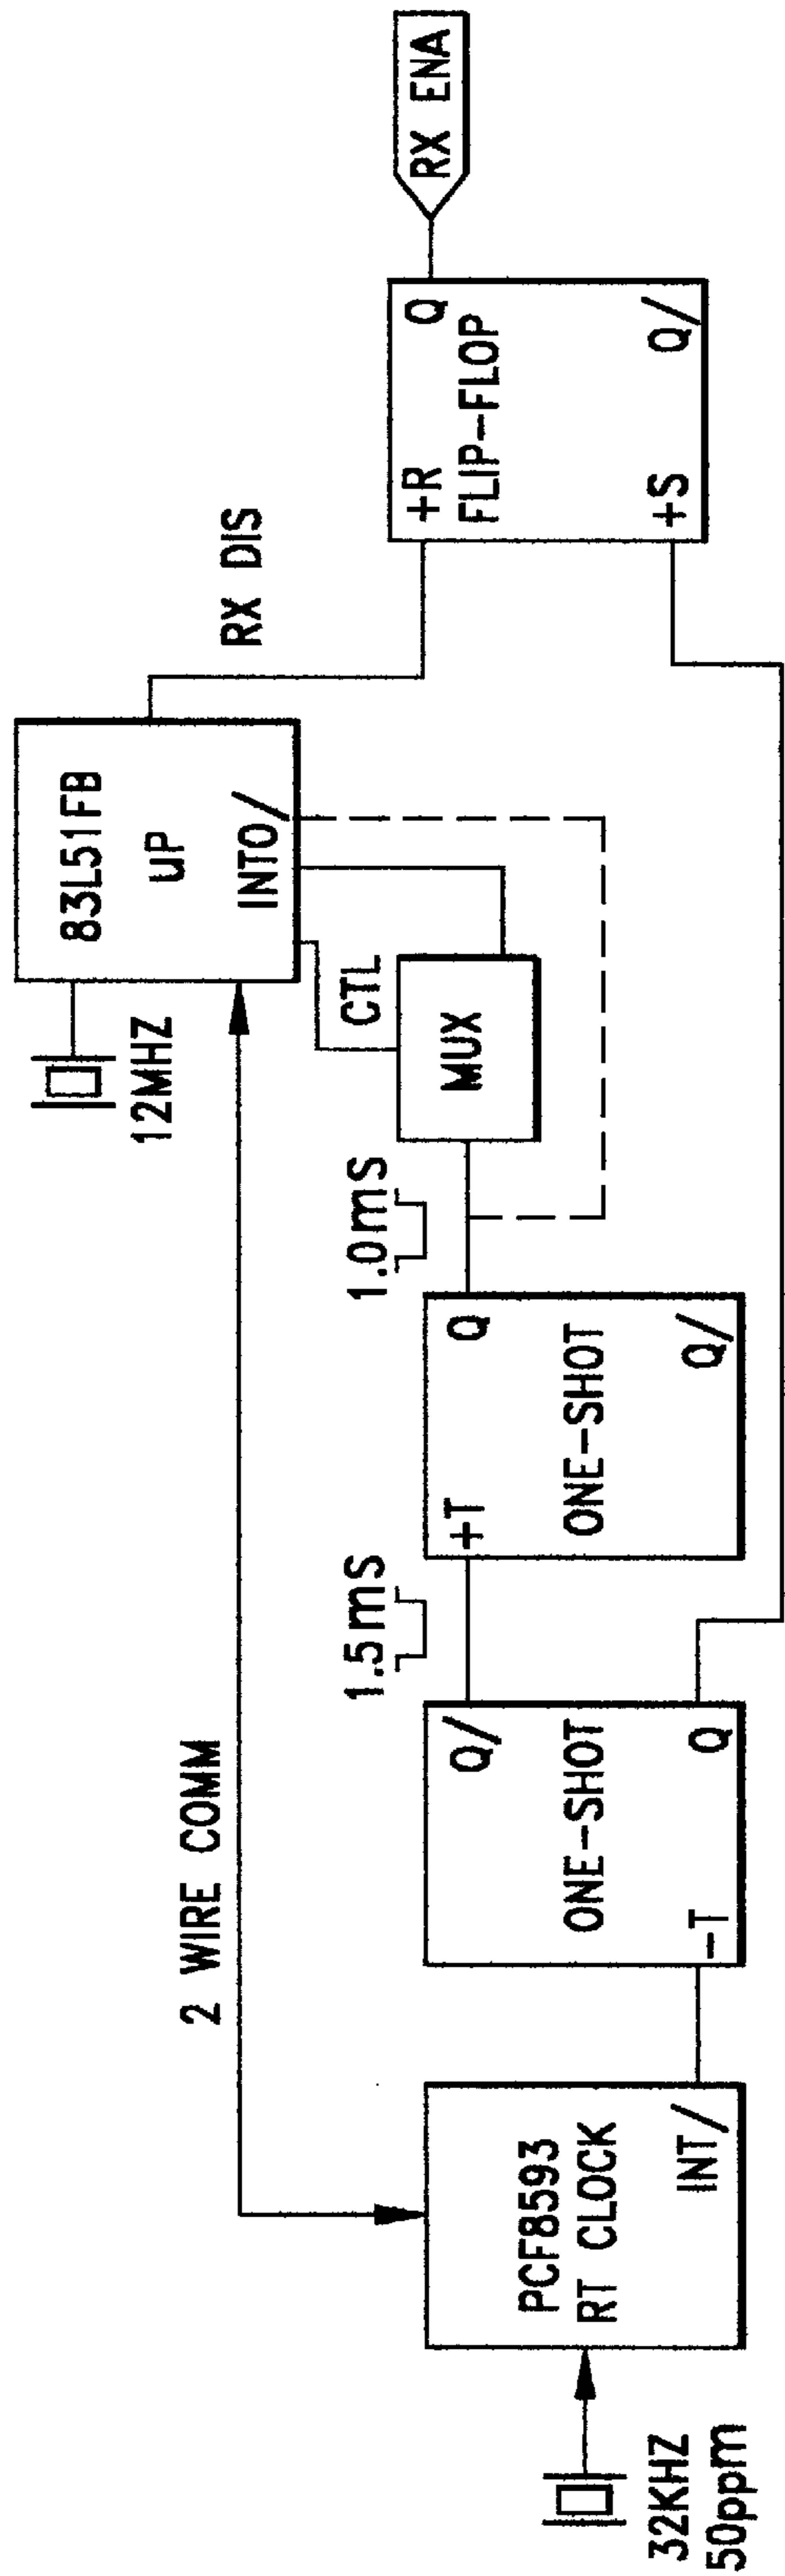 32KHZ
50ppm
PCF8593
RT CLOCK
INT/
2 WIRE COMM
-T
ONE-SHOT
Q/
Q
1.5mS
+T
ONE-SHOT
Q
Q/
1.0mS
MUX
CTL
12MHZ
83L51FB
uP
INTO/
RX DIS
+R
FLIP-FLOP
+S
Q
Q/
RX ENA